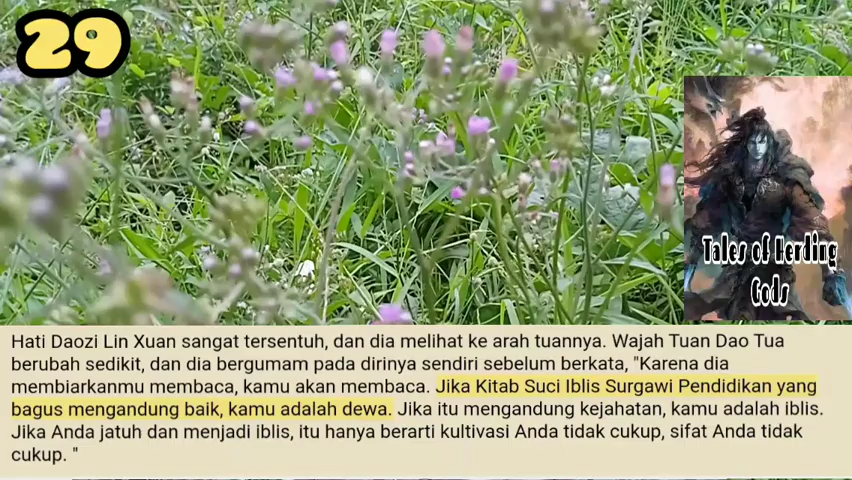 29
Tales of Herding
Gods
Hati Daozi Lin Xuan sangat tersentuh, dan dia melihat ke arah tuannya. Wajah Tuan Dao Tua
berubah sedikit, dan dia bergumam pada dirinya sendiri sebelum berkata, "Karena dia
membiarkanmu membaca, kamu akan membaca. Jika Kitab Suci Iblis Surgawi Pendidikan yang
bagus mengandung baik, kamu adalah dewa. Jika itu mengandung kejahatan, kamu adalah iblis.
Jika Anda jatuh dan menjadi iblis, itu hanya berarti kultivasi Anda tidak cukup, sifat Anda tidak
cukup. "